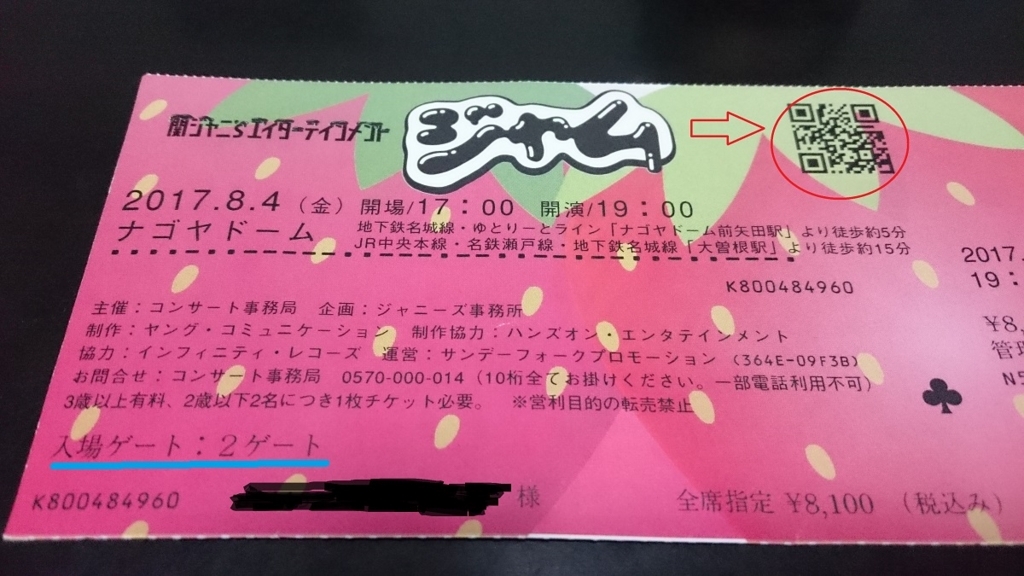 関ジャニ'sエイターテインメント
ジャム
2017.8.4（金）開場/17：00 開演/19：00
ナゴヤドーム
地下鉄名城線・ゆとりーとライン「ナゴヤドーム前矢田駅」より徒歩約5分
JR中央本線・名鉄瀬戸線・地下鉄名城線「大曽根駅」より徒歩約15分
K800484960
主催：コンサート事務局 企画：ジャニーズ事務所
制作：ヤング・コミュニケーション 制作協力：ハンズオン・エンタテインメント
協力：インフィニティ・レコーズ 運営：サンデーフォークプロモーション（364E-09F3B）
お問合せ：コンサート事務局 0570-000-014（10桁全てお掛けください。一部電話利用不可）
3歳以上有料、2歳以下2名につき1枚チケット必要。 ※営利目的の転売禁止
入場ゲート：2ゲート
K800484960
様
全席指定 ¥8,100 （税込み）
2017.
19：
¥8,
管理